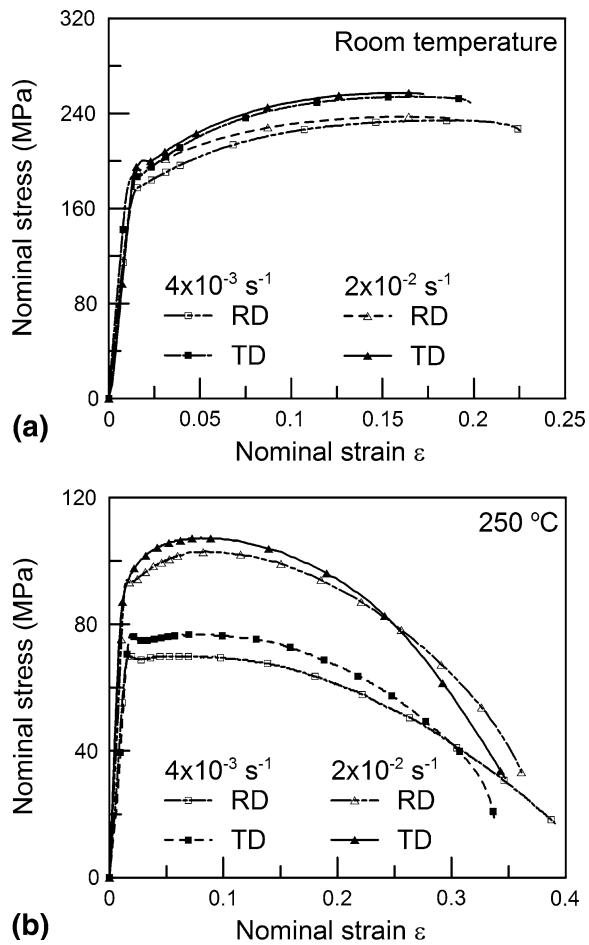 320
Room temperature
240
160
80
0
Nominal stress (MPa)
4x10⁻³ s⁻¹ 2x10⁻² s⁻¹
RD RD
TD TD
0 0.05 0.1 0.15 0.2 0.25
(a)
Nominal strain ε
120
250 ºC
80
40
0
Nominal stress (MPa)
4x10⁻³ s⁻¹ 2x10⁻² s⁻¹
RD RD
TD TD
0 0.1 0.2 0.3 0.4
(b)
Nominal strain ε